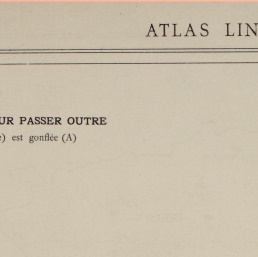 ATLAS LIN
UR PASSER OUTRE
) est gonflée (A)